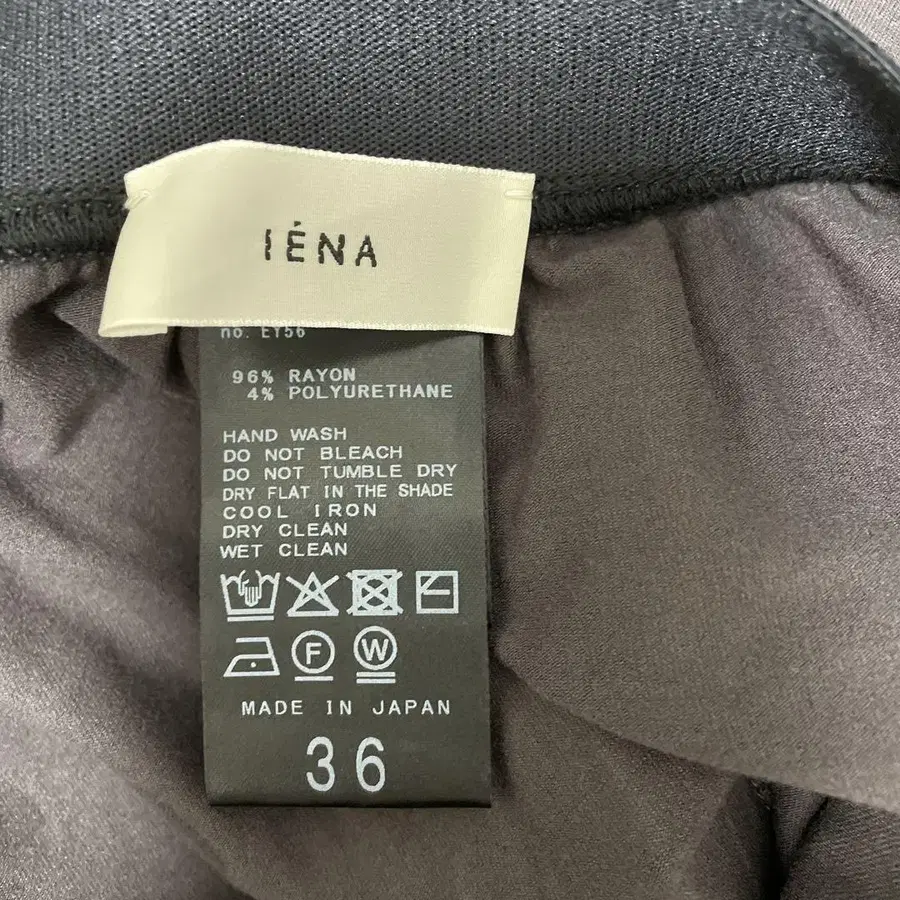 IÉNA
no. EY56
96% RAYON
4% POLYURETHANE
HAND WASH
DO NOT BLEACH
DO NOT TUMBLE DRY
DRY FLAT IN THE SHADE
COOL IRON
DRY CLEAN
WET CLEAN
F W
MADE IN JAPAN
36